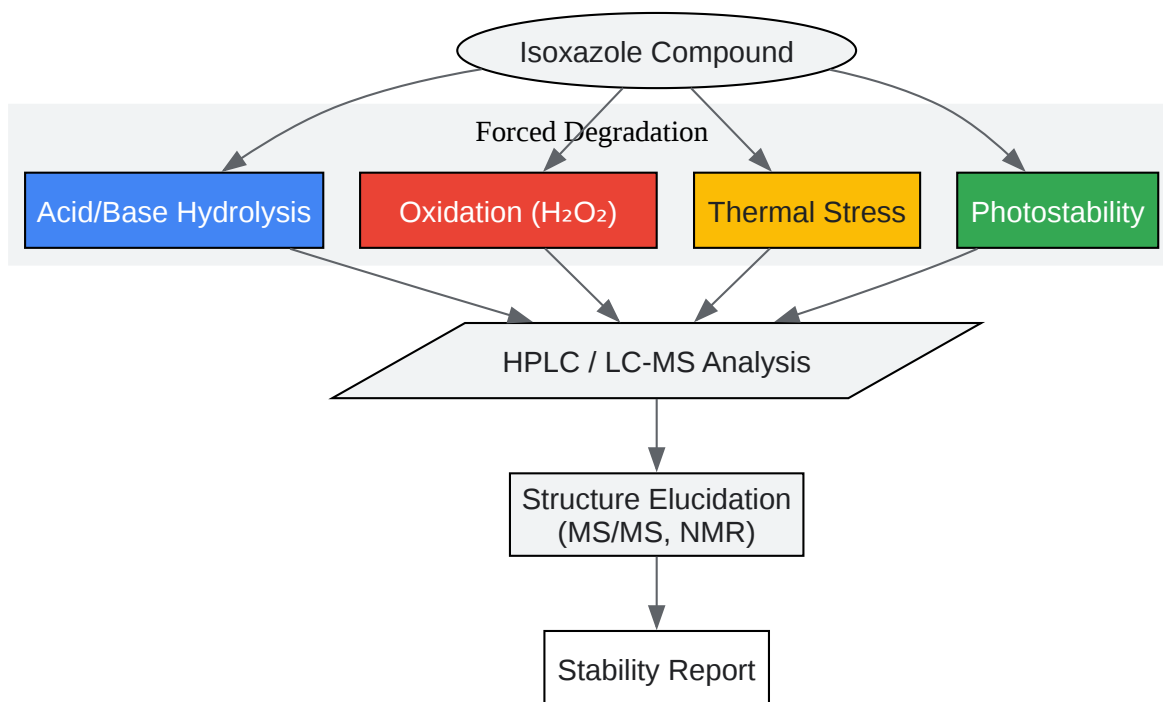 Isoxazole Compound
Forced Degradation
Acid/Base Hydrolysis
Oxidation (H₂O₂)
Thermal Stress
Photostability
HPLC / LC-MS Analysis
Structure Elucidation
(MS/MS, NMR)
Stability Report